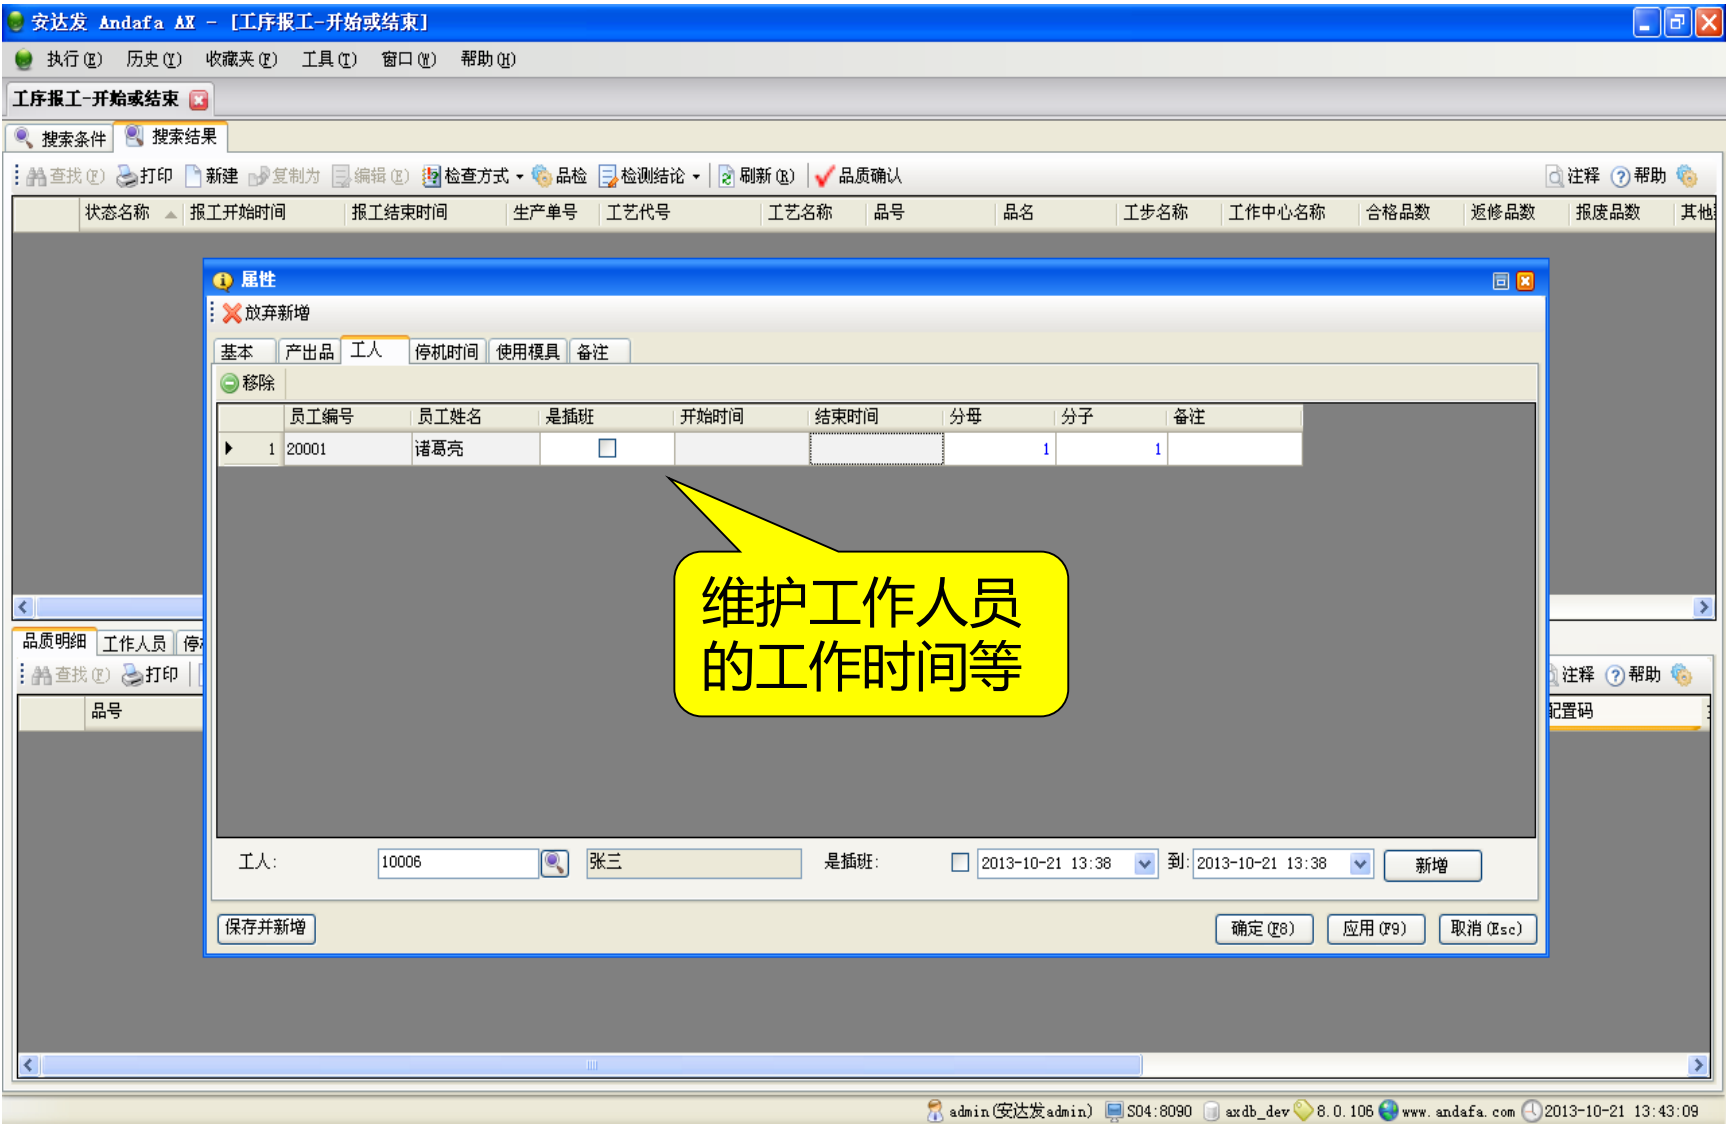 安达发 Andafa AX - [工序报工-开始或结束]
执行(E) 历史(Y) 收藏夹(F) 工具(T) 窗口(W) 帮助(H)
工序报工-开始或结束
搜索条件 搜索结果
查找(F) 打印 新建 复制为 编辑(E) 检查方式 品检 检测结论 刷新(R) 品质确认 注释 帮助
状态名称 报工开始时间 报工结束时间 生产单号 工艺代号 工艺名称 品号 品名 工步名称 工作中心名称 合格品数 返修品数 报废品数 其他
属性
放弃新增
基本 产出品 工人 停机时间 使用模具 备注
移除
员工编号 员工姓名 是插班 开始时间 结束时间 分母 分子 备注
1 20001 诸葛亮 1 1
维护工作人员
的工作时间等
品质明细 工作人员 停
查找(F) 打印 注释 帮助
品号 配置码
工人: 10006 张三 是插班: 2013-10-21 13:38 到: 2013-10-21 13:38 新增
保存并新增 确定(F8) 应用(F9) 取消(Esc)
admin(安达发admin) S04:8090 axdb_dev 8.0.106 www.andafa.com 2013-10-21 13:43:09